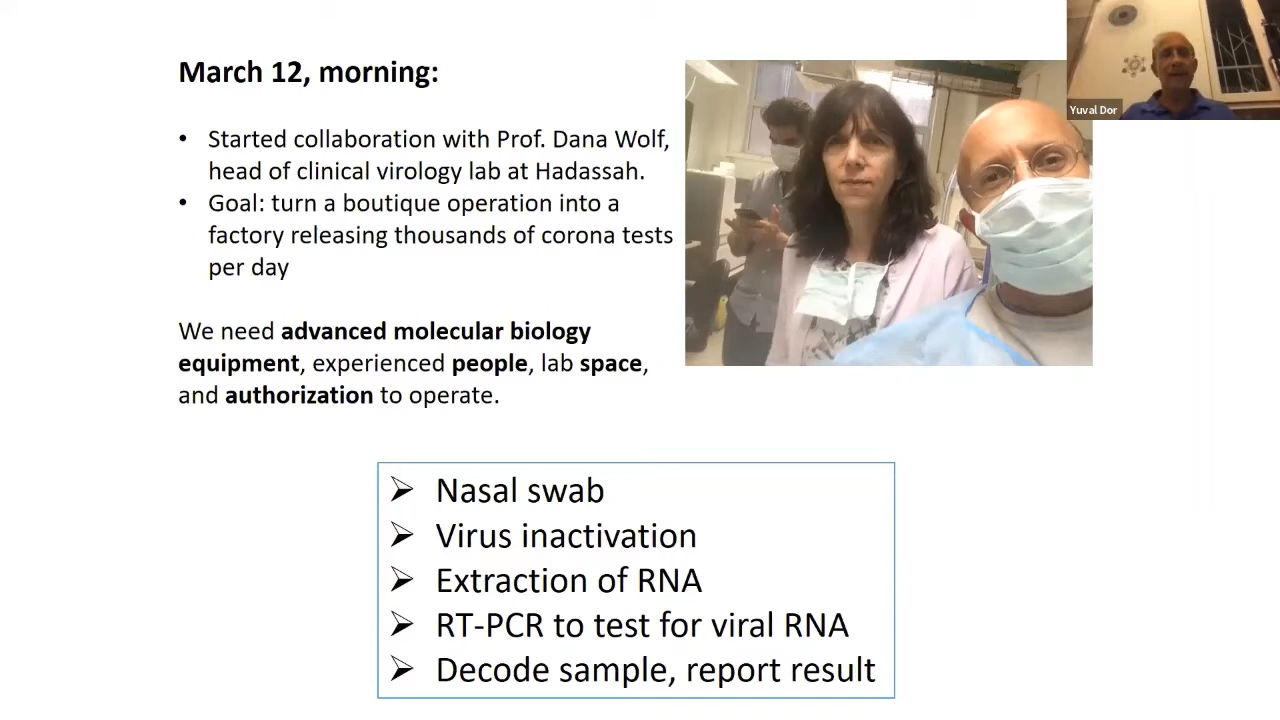 March 12, morning:
• Started collaboration with Prof. Dana Wolf,
head of clinical virology lab at Hadassah.
• Goal: turn a boutique operation into a
factory releasing thousands of corona tests
per day
We need advanced molecular biology
equipment, experienced people, lab space,
and authorization to operate.
➢ Nasal swab
➢ Virus inactivation
➢ Extraction of RNA
➢ RT-PCR to test for viral RNA
➢ Decode sample, report result
Yuval Dor